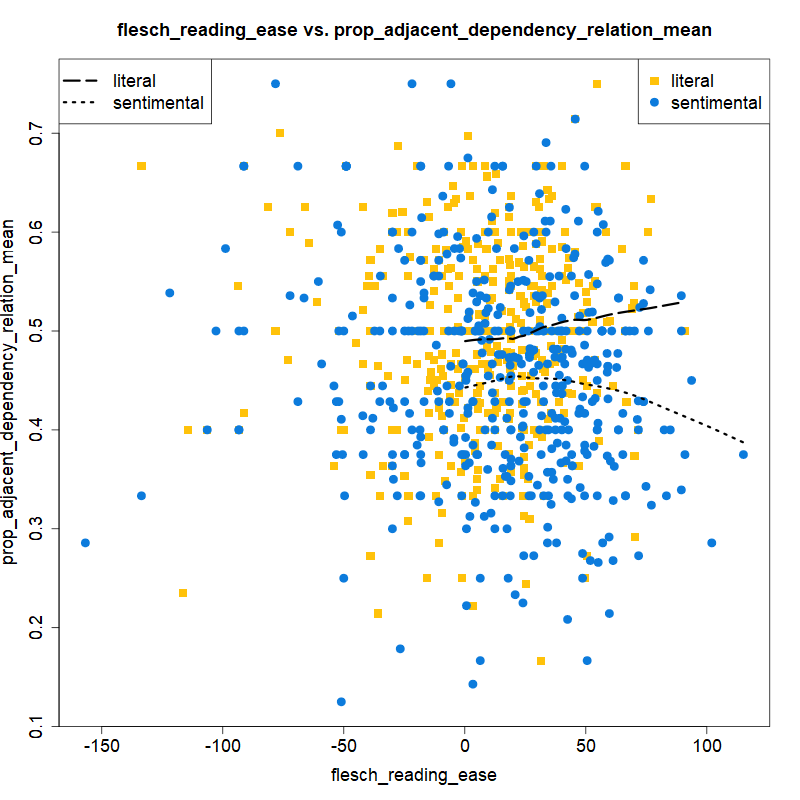 flesch_reading_ease vs. prop_adjacent_dependency_relation_mean
literal
sentimental
literal
sentimental
prop_adjacent_dependency_relation_mean
0.7
0.6
0.5
0.4
0.3
0.2
0.1
-150 -100 -50 0 50 100
flesch_reading_ease